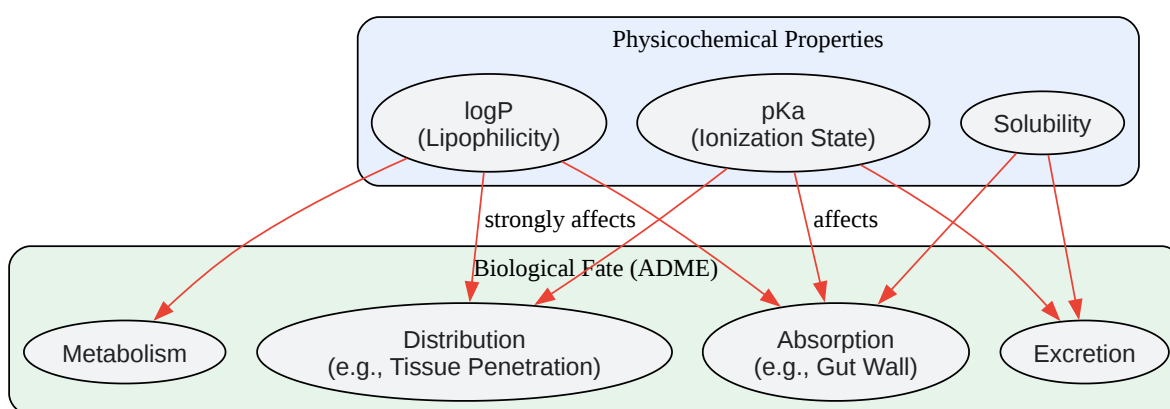 Physicochemical Properties
logP
(Lipophilicity)
pKa
(Ionization State)
Solubility
strongly affects
affects
Biological Fate (ADME)
Metabolism
Distribution
(e.g., Tissue Penetration)
Absorption
(e.g., Gut Wall)
Excretion